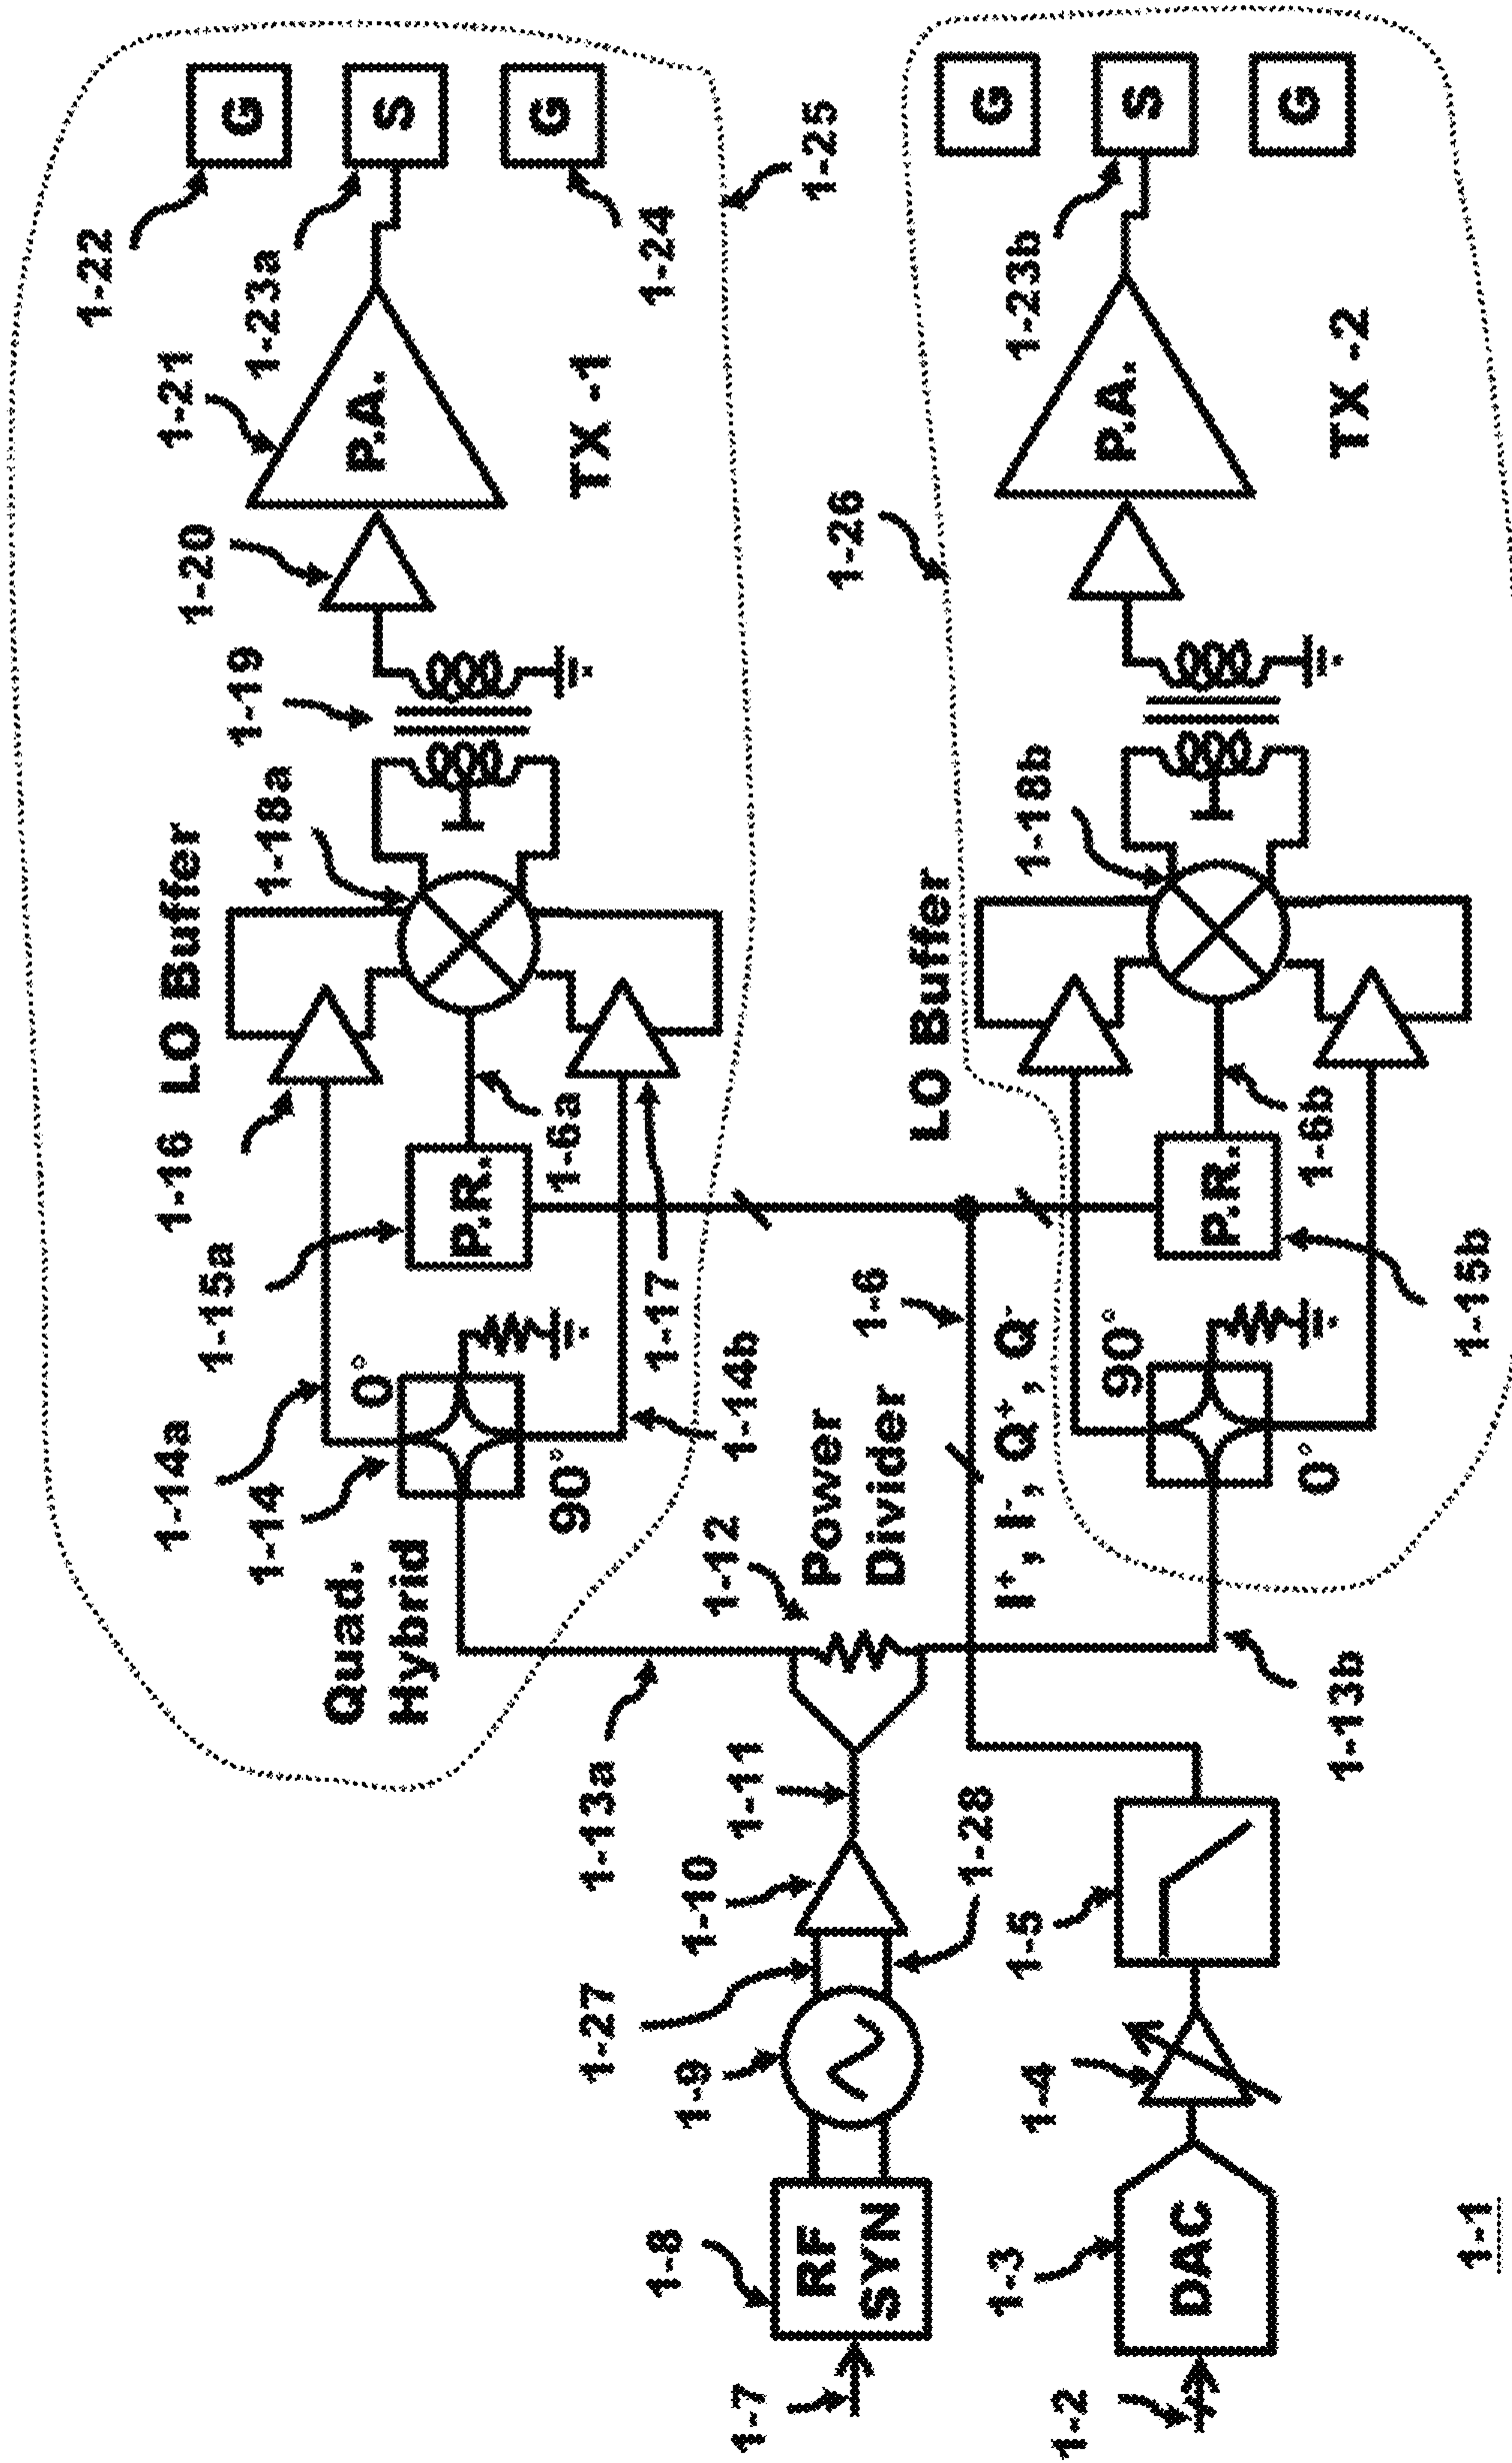 1-22
G
1-23a
S
1-24
G
1-21
P.A.
TX -1
1-25
1-20
1-19
1-18a
1-16 LO Buffer
1-6a
1-15a
P.R.
1-17
1-14a
0°
1-14
90°
1-14b
Quad.
Hybrid
1-13a
1-12
Power
Divider
1-6
I⁺, I⁻, Q⁺, Q⁻
1-7
1-8
RF
SYN
1-9
1-27
1-10
1-11
1-28
1-2
1-3
DAC
1-4
1-5
1-13b
90°
0°
P.R.
1-15b
1-6b
LO Buffer
1-18b
1-26
P.A.
TX -2
1-23b
G
S
G
1-1